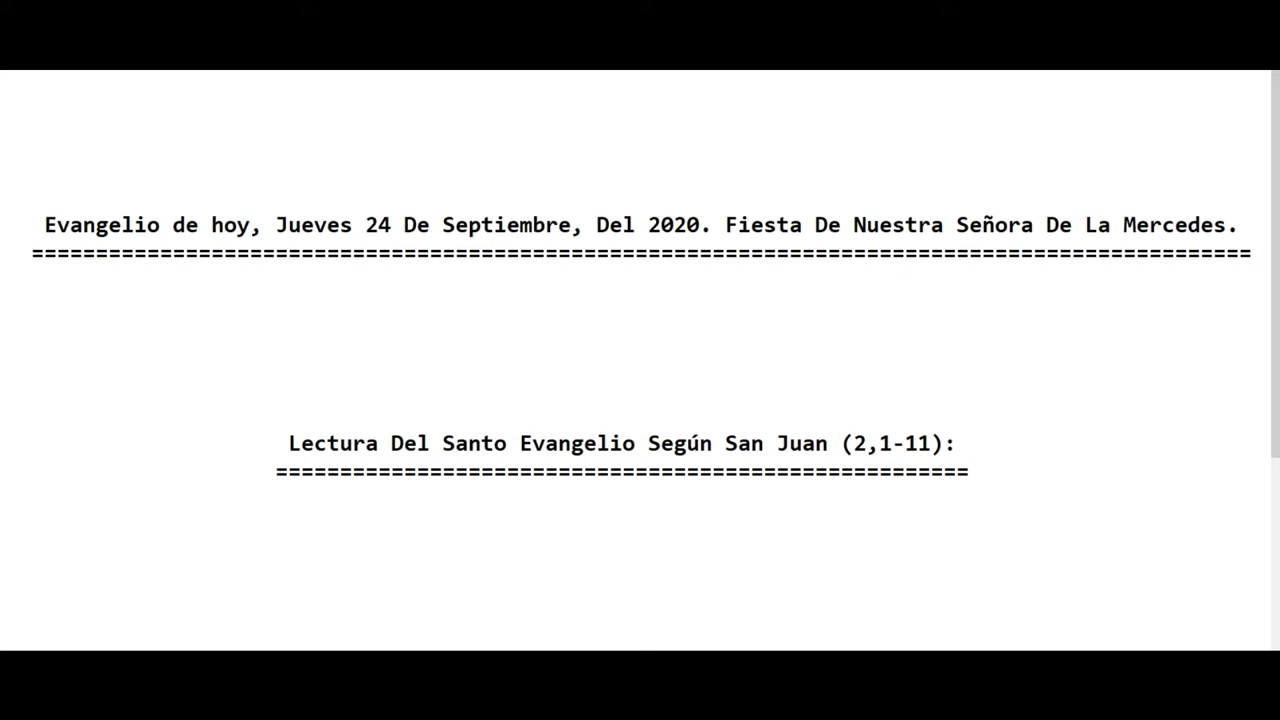 Evangelio de hoy, Jueves 24 De Septiembre, Del 2020. Fiesta De Nuestra Señora De La Mercedes.
===============================================================================================
Lectura Del Santo Evangelio Según San Juan (2,1-11):
======================================================